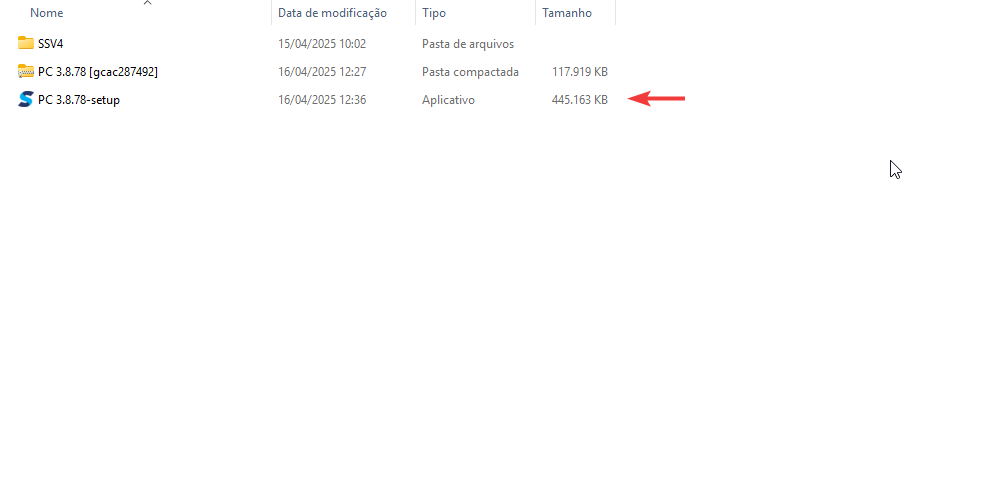 Nome Data de modificação Tipo Tamanho
SSV4 15/04/2025 10:02 Pasta de arquivos
PC 3.8.78 [gcac287492] 16/04/2025 12:27 Pasta compactada 117.919 KB
PC 3.8.78-setup 16/04/2025 12:36 Aplicativo 445.163 KB